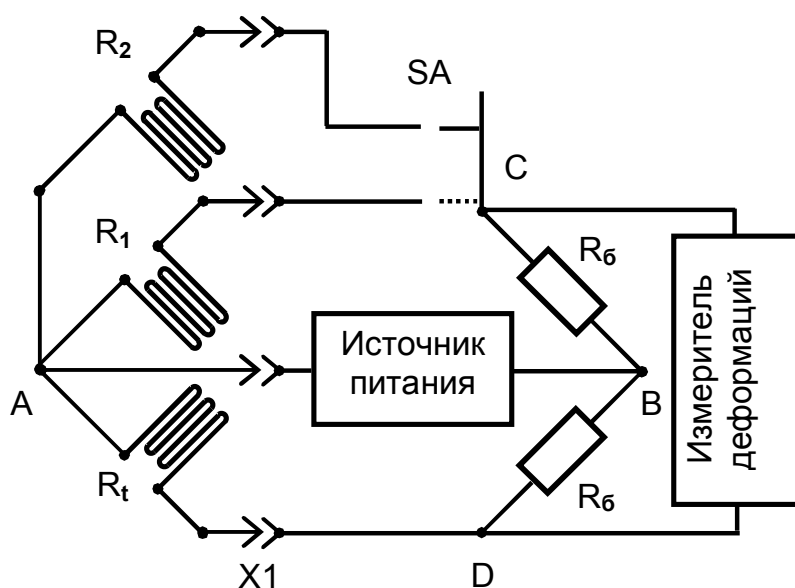 R₂
SA
C
R₁
Rб
Источник
питания
A
B
Измеритель
деформаций
Rt
Rб
X1
D